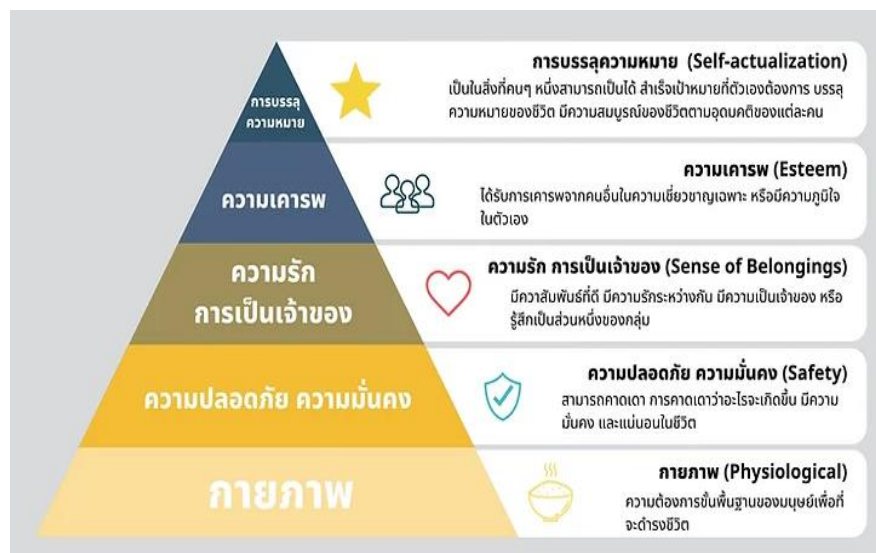 การบรรลุ
ความหมาย
การบรรลุความหมาย (Self-actualization)
เป็นในสิ่งที่คนๆ หนึ่งสามารถเป็นได้ สำเร็จเป้าหมายที่ตัวเองต้องการ บรรลุ
ความหมายของชีวิต มีความสมบูรณ์ของชีวิตตามอุดมคติของแต่ละคน
ความเคารพ
ความเคารพ (Esteem)
ได้รับการเคารพจากคนอื่นในความเชี่ยวชาญเฉพาะ หรือมีความภูมิใจ
ในตัวเอง
ความรัก
การเป็นเจ้าของ
ความรัก การเป็นเจ้าของ (Sense of Belongings)
มีควาสัมพันธ์ที่ดี มีความรักระหว่างกัน มีความเป็นเจ้าของ หรือ
รู้สึกเป็นส่วนหนึ่งของกลุ่ม
ความปลอดภัย ความมั่นคง
ความปลอดภัย ความมั่นคง (Safety)
สามารถคาดเดา การคาดเดาว่าอะไรจะเกิดขึ้น มีความ
มั่นคง และแน่นอนในชีวิต
กายภาพ
กายภาพ (Physiological)
ความต้องการขั้นพื้นฐานของมนุษย์เพื่อที่
จะดำรงชีวิต